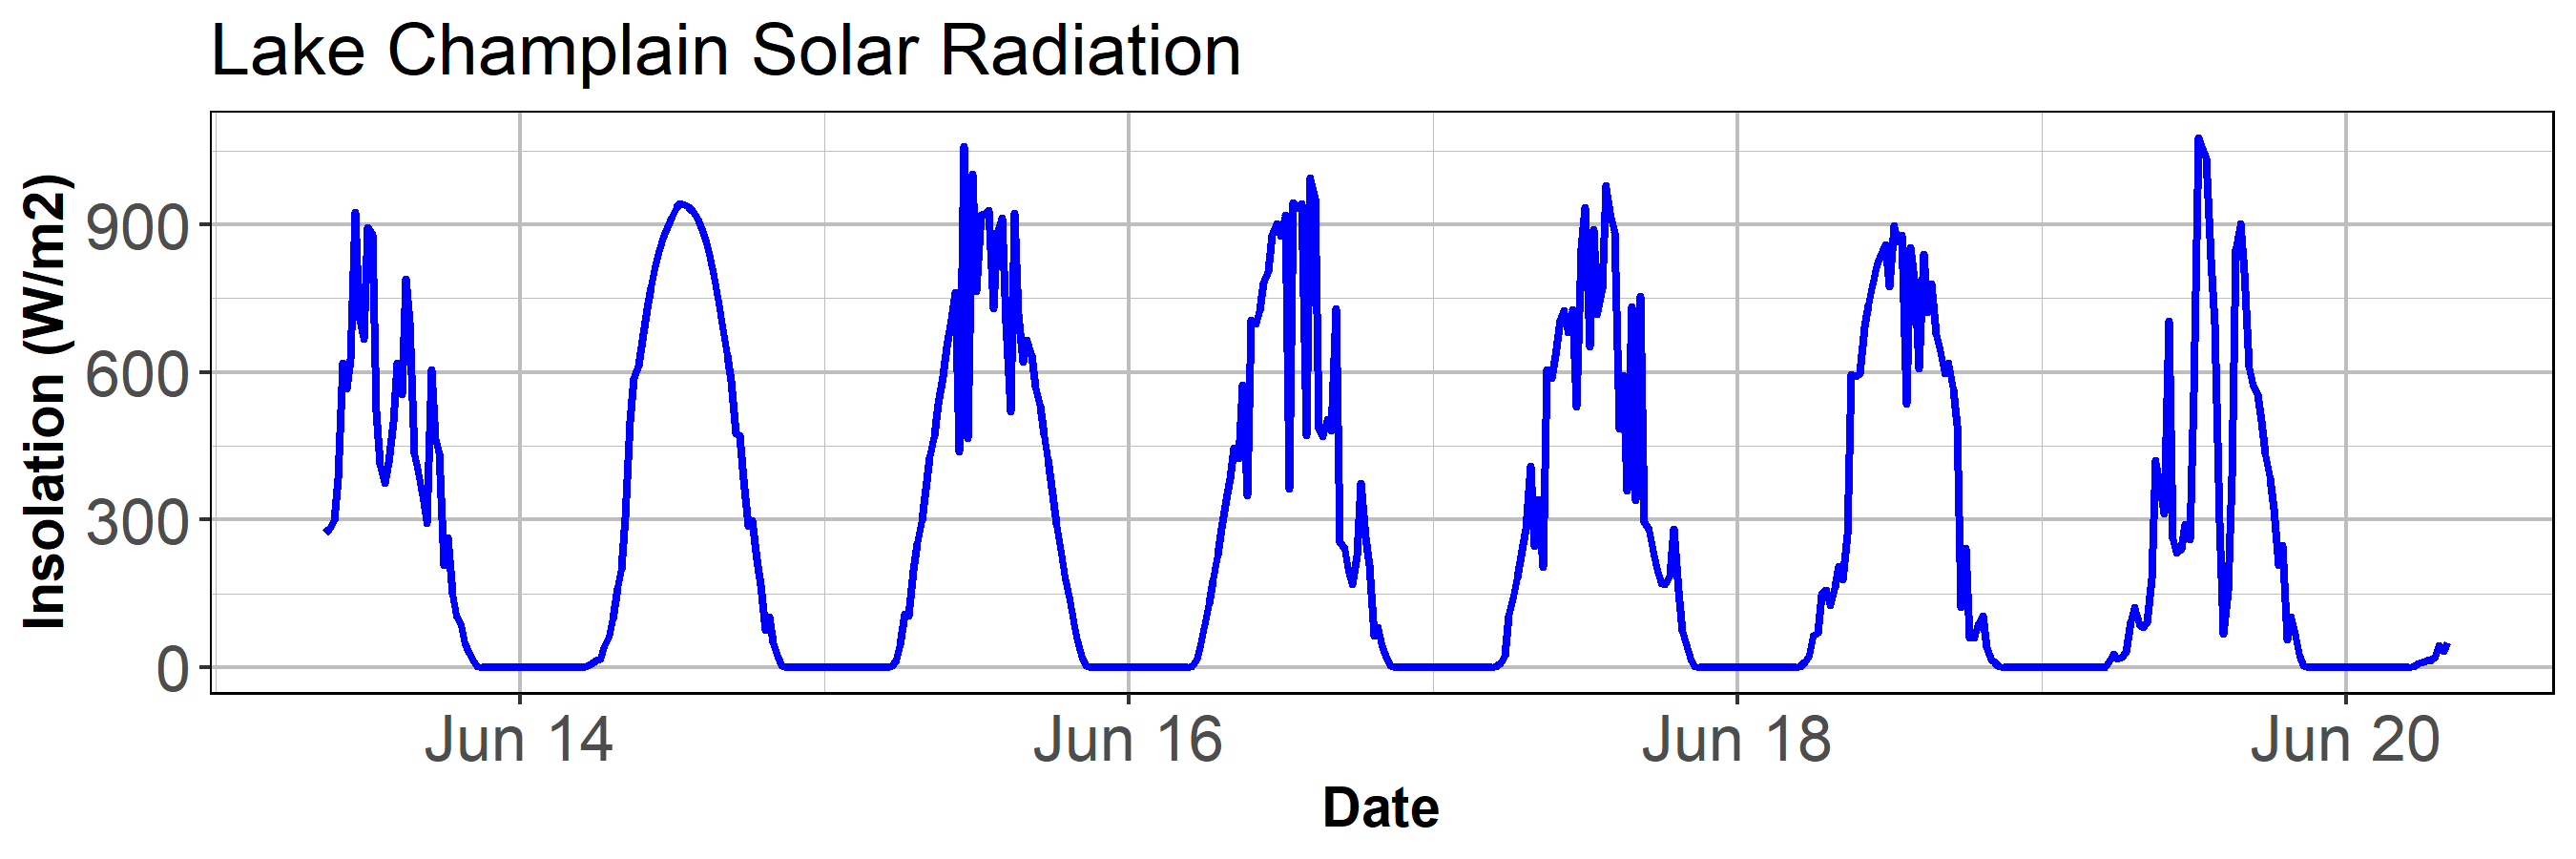 Lake Champlain Solar Radiation
Insolation (W/m2)
900
600
300
0
Jun 14 Jun 16 Jun 18 Jun 20
Date